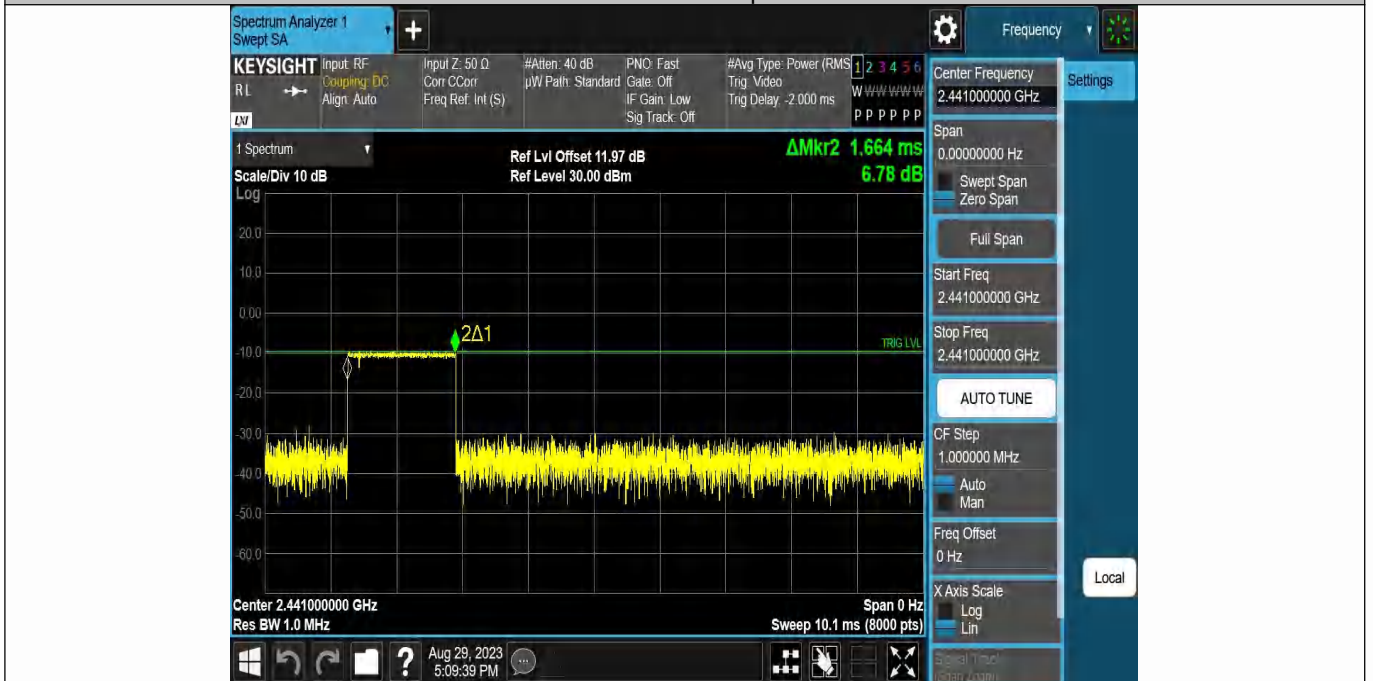 Spectrum Analyzer 1
Swept SA
+
Frequency
KEYSIGHT
RL
LXI
Input: RF
Coupling: DC
Align: Auto
Input Z: 50 Ω
Corr CCorr
Freq Ref: Int (S)
#Atten: 40 dB
µW Path: Standard
PNO: Fast
Gate: Off
IF Gain: Low
Sig Track: Off
#Avg Type: Power (RMS
Trig: Video
Trig Delay: -2.000 ms
1 2 3 4 5 6
W W W W W W
P P P P P P
Center Frequency
2.441000000 GHz
Settings
Span
0.00000000 Hz
Swept Span
Zero Span
Full Span
Start Freq
2.441000000 GHz
Stop Freq
2.441000000 GHz
AUTO TUNE
CF Step
1.000000 MHz
Auto
Man
Freq Offset
0 Hz
X Axis Scale
Log
Lin
Signal Track
(Span Zoom)
Local
1 Spectrum
Scale/Div 10 dB
Log
Ref Lvl Offset 11.97 dB
Ref Level 30.00 dBm
ΔMkr2 1.664 ms
6.78 dB
20.0
10.0
0.00
-10.0
-20.0
-30.0
-40.0
-50.0
-60.0
2Δ1
TRIG LVL
Center 2.441000000 GHz
Res BW 1.0 MHz
Span 0 Hz
Sweep 10.1 ms (8000 pts)
?
Aug 29, 2023
5:09:39 PM